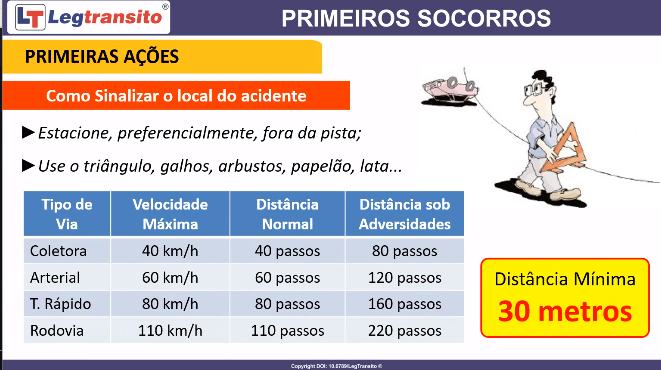 LT Legtransito®
PRIMEIROS SOCORROS
PRIMEIRAS AÇÕES
Como Sinalizar o local do acidente
►Estacione, preferencialmente, fora da pista;
►Use o triângulo, galhos, arbustos, papelão, lata...
Tipo de Via Velocidade Máxima Distância Normal Distância sob Adversidades
Coletora 40 km/h 40 passos 80 passos
Arterial 60 km/h 60 passos 120 passos
T. Rápido 80 km/h 80 passos 160 passos
Rodovia 110 km/h 110 passos 220 passos
Distância Mínima
30 metros
Copyright DOI: 10.6789/LegTransito ©